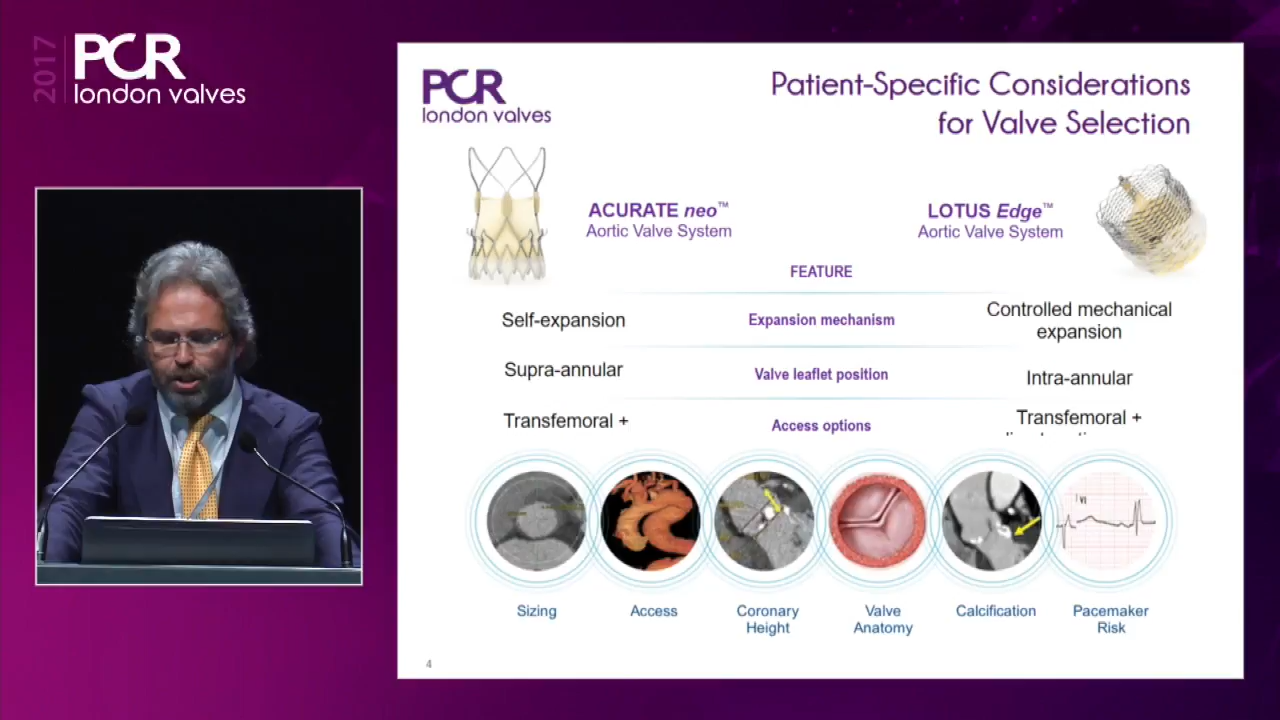 2017
PCR
london valves
PCR
london valves
Patient-Specific Considerations
for Valve Selection
ACURATE neo™
Aortic Valve System
LOTUS Edge™
Aortic Valve System
FEATURE
Self-expansion
Expansion mechanism
Controlled mechanical
expansion
Supra-annular
Valve leaflet position
Intra-annular
Transfemoral +
Access options
Transfemoral +
V1
Sizing
Access
Coronary
Height
Valve
Anatomy
Calcification
Pacemaker
Risk
4